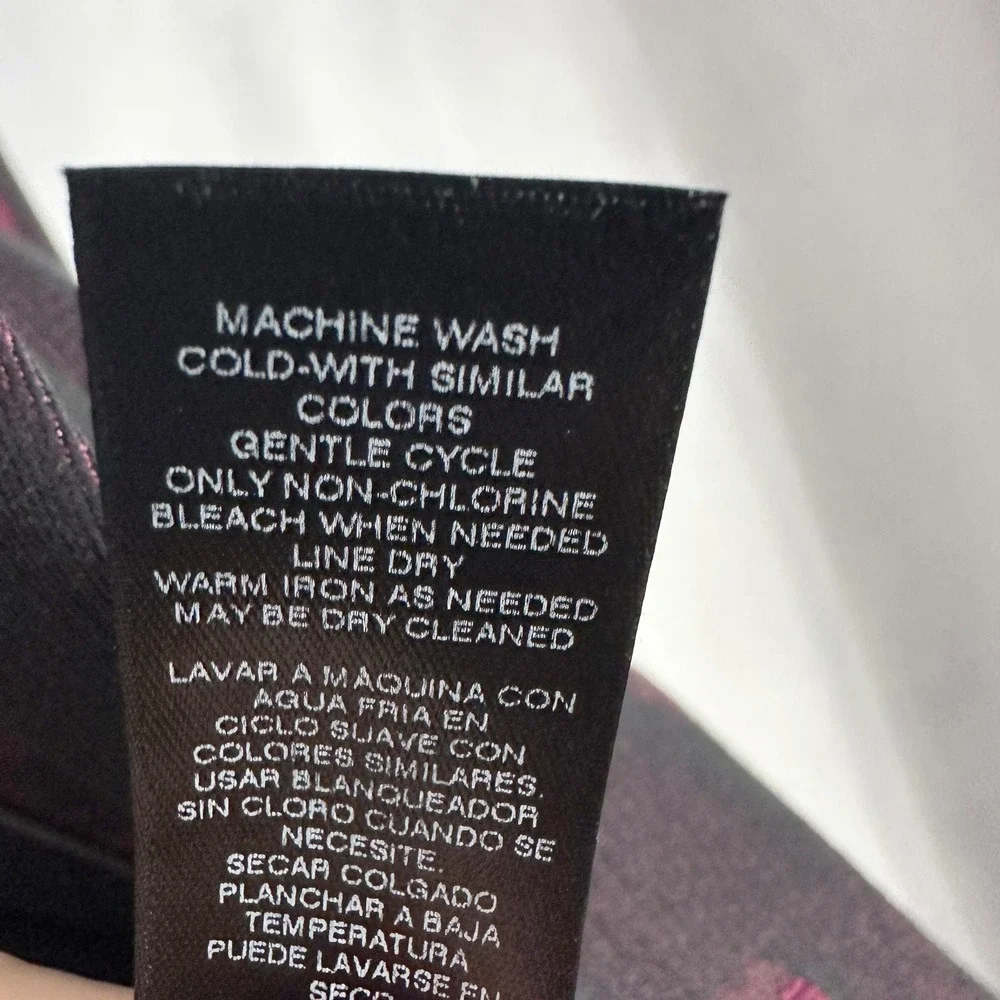 MACHINE WASH
COLD-WITH SIMILAR
COLORS
GENTLE CYCLE
ONLY NON-CHLORINE
BLEACH WHEN NEEDED
LINE DRY
WARM IRON AS NEEDED
MAY BE DRY CLEANED
LAVAR A MAQUINA CON
AGUA FRIA EN
CICLO SUAVE CON
COLORES SIMILARES.
USAR BLANQUEADOR
SIN CLORO CUANDO SE
NECESITE.
SECAR COLGADO
PLANCHAR A BAJA
TEMPERATURA
PUEDE LAVARSE EN